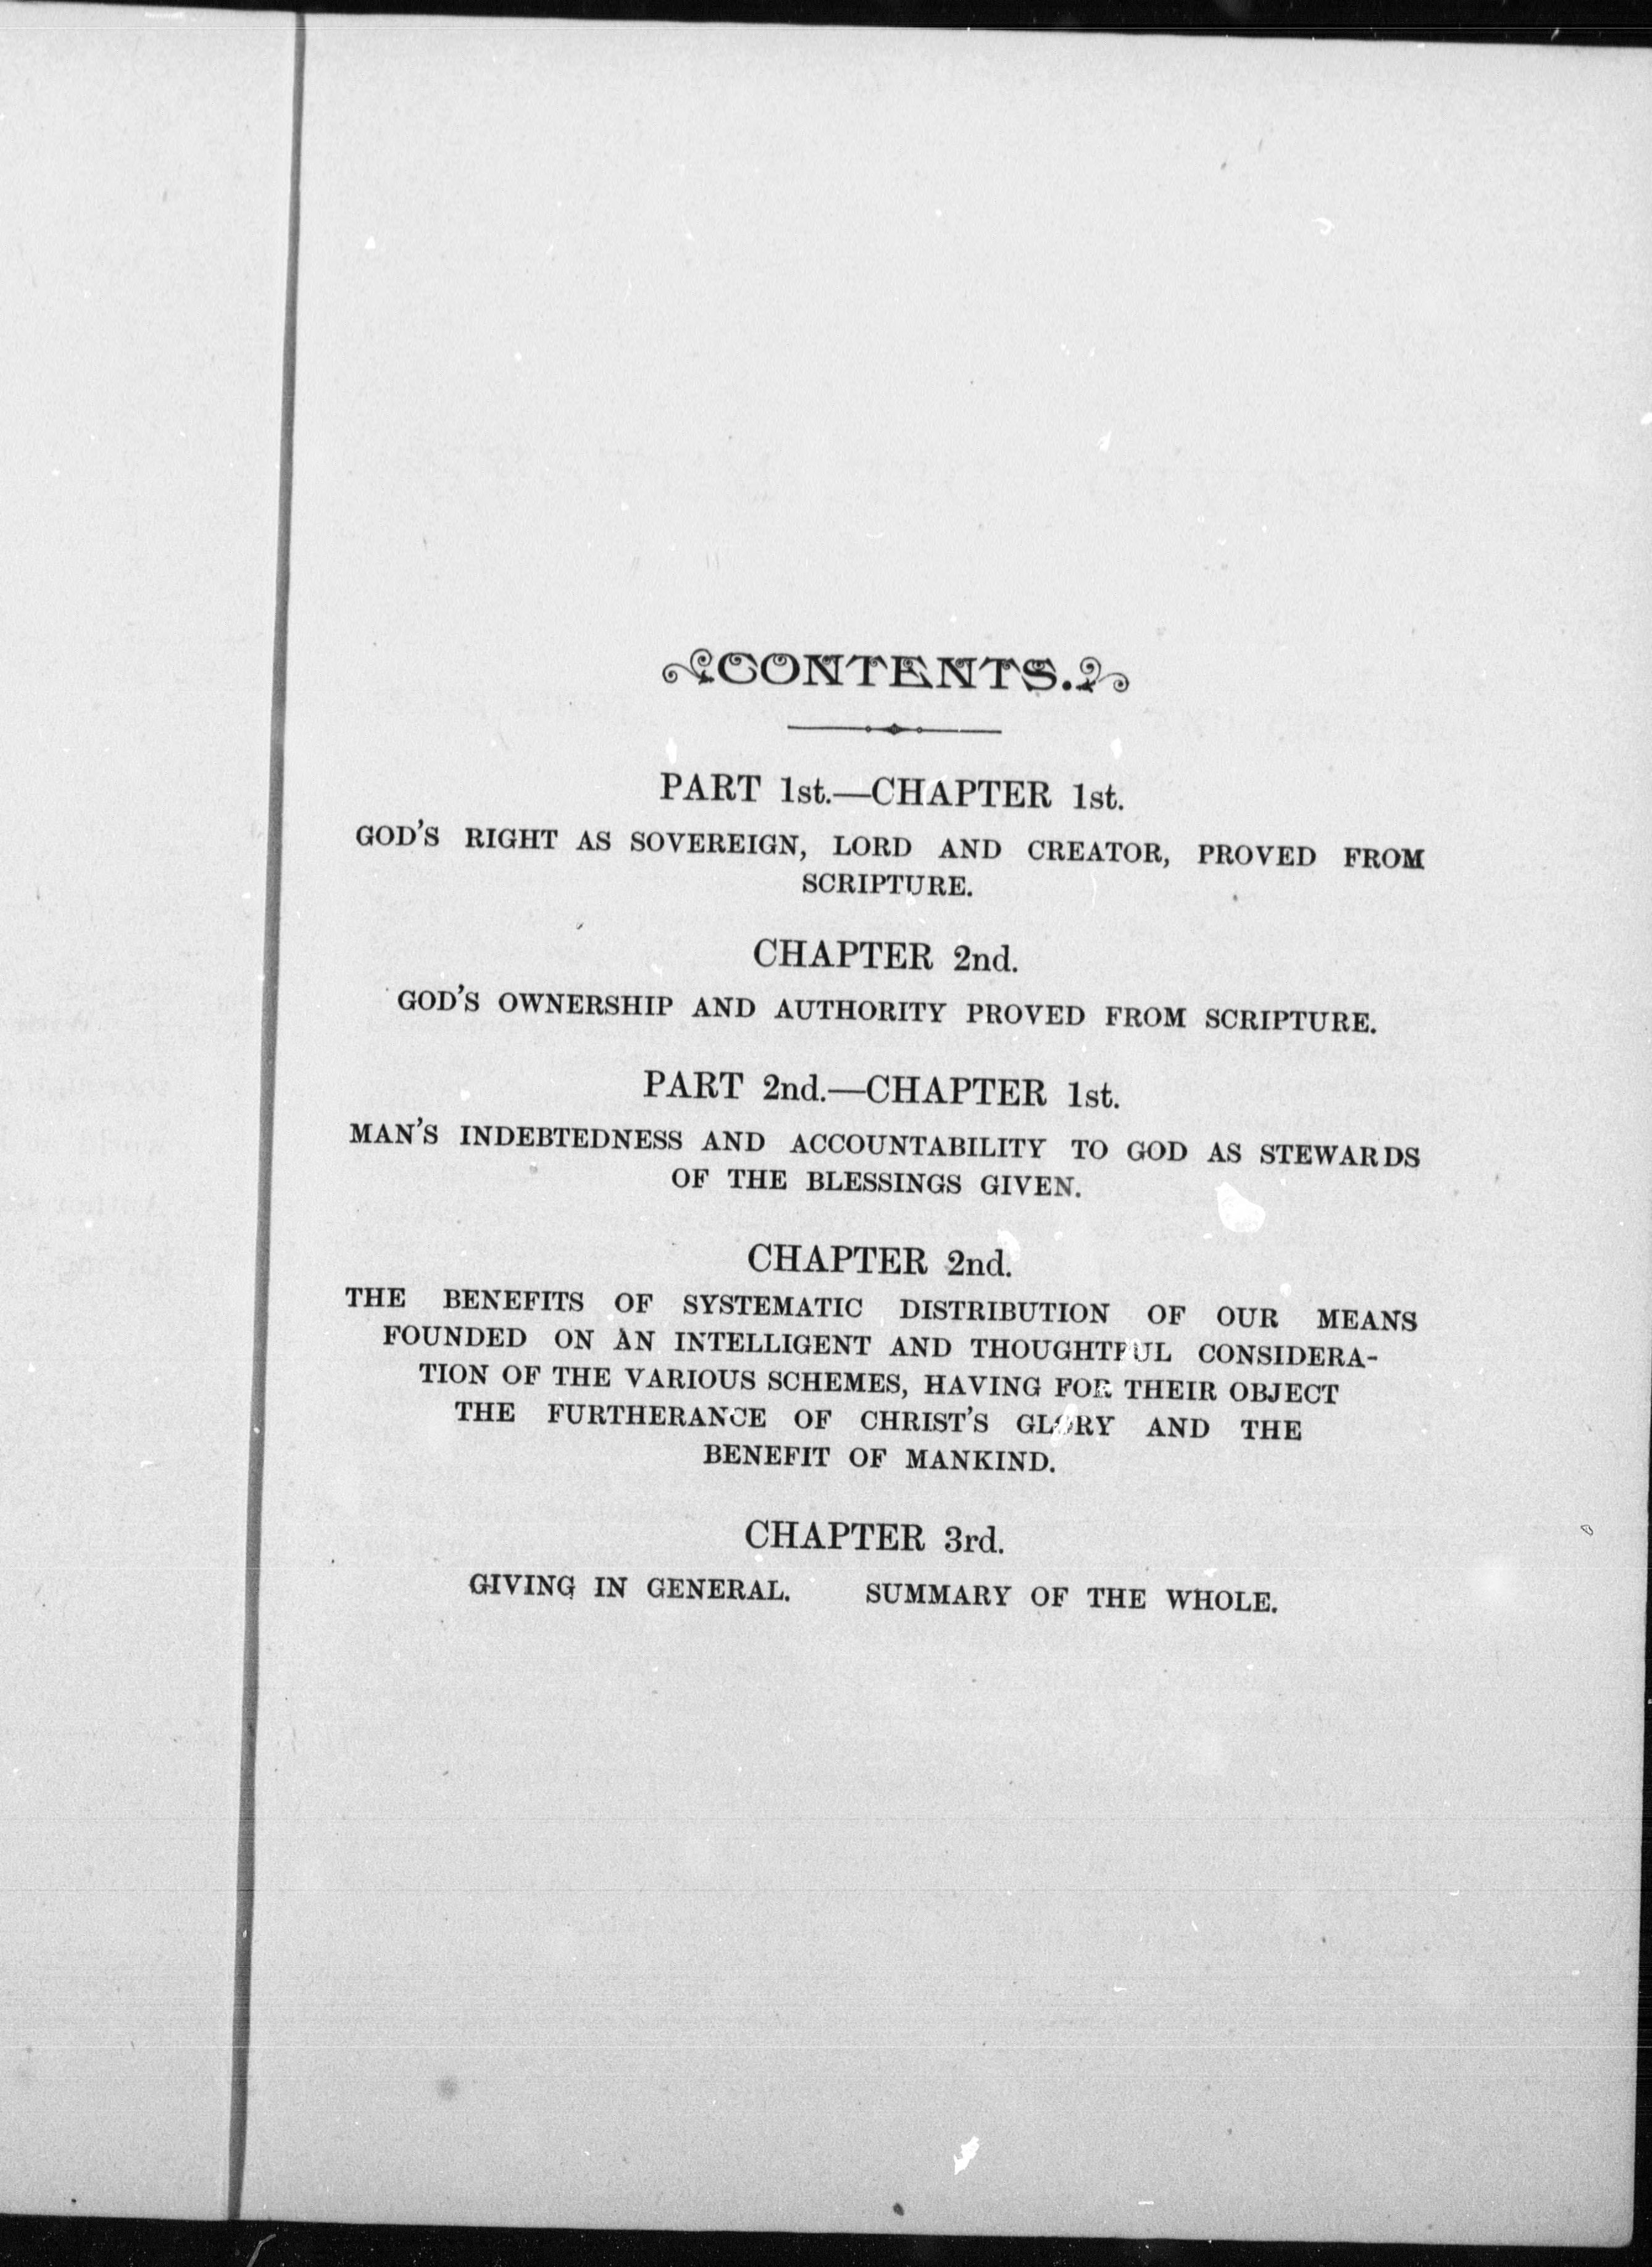 CONTENTS.
PART 1st.—CHAPTER 1st.
GOD'S RIGHT AS SOVEREIGN, LORD AND CREATOR, PROVED FROM
SCRIPTURE.
CHAPTER 2nd.
GOD'S OWNERSHIP AND AUTHORITY PROVED FROM SCRIPTURE.
PART 2nd.—CHAPTER 1st.
MAN'S INDEBTEDNESS AND ACCOUNTABILITY TO GOD AS STEWARDS
OF THE BLESSINGS GIVEN.
CHAPTER 2nd.
THE BENEFITS OF SYSTEMATIC DISTRIBUTION OF OUR MEANS
FOUNDED ON AN INTELLIGENT AND THOUGHTFUL CONSIDERA-
TION OF THE VARIOUS SCHEMES, HAVING FOR THEIR OBJECT
THE FURTHERANCE OF CHRIST'S GLORY AND THE
BENEFIT OF MANKIND.
CHAPTER 3rd.
GIVING IN GENERAL. SUMMARY OF THE WHOLE.